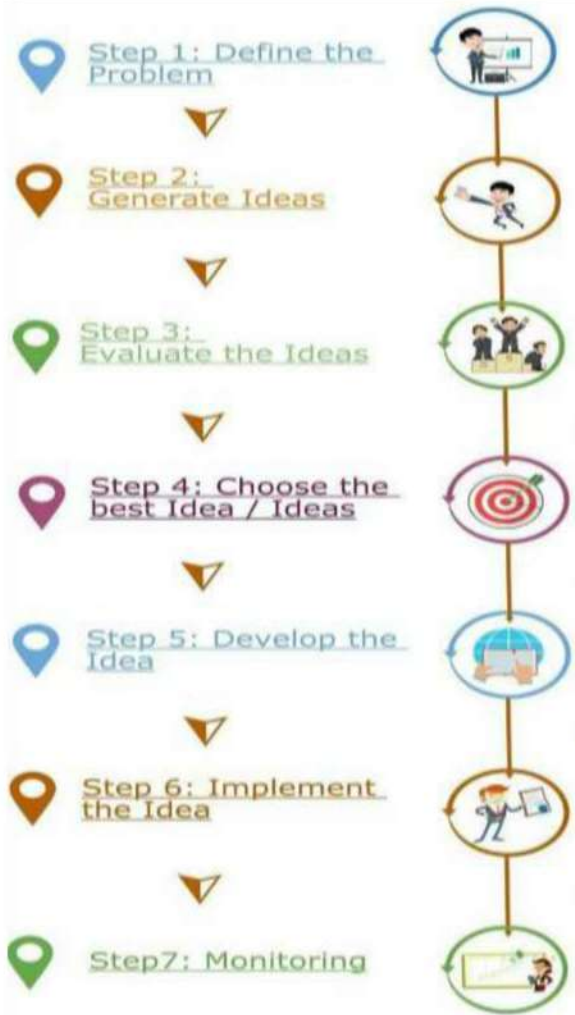 Step 1: Define the
Problem
Step 2:
Generate Ideas
Step 3:
Evaluate the Ideas
Step 4: Choose the
best Idea / Ideas
Step 5: Develop the
Idea
Step 6: Implement
the Idea
Step7: Monitoring